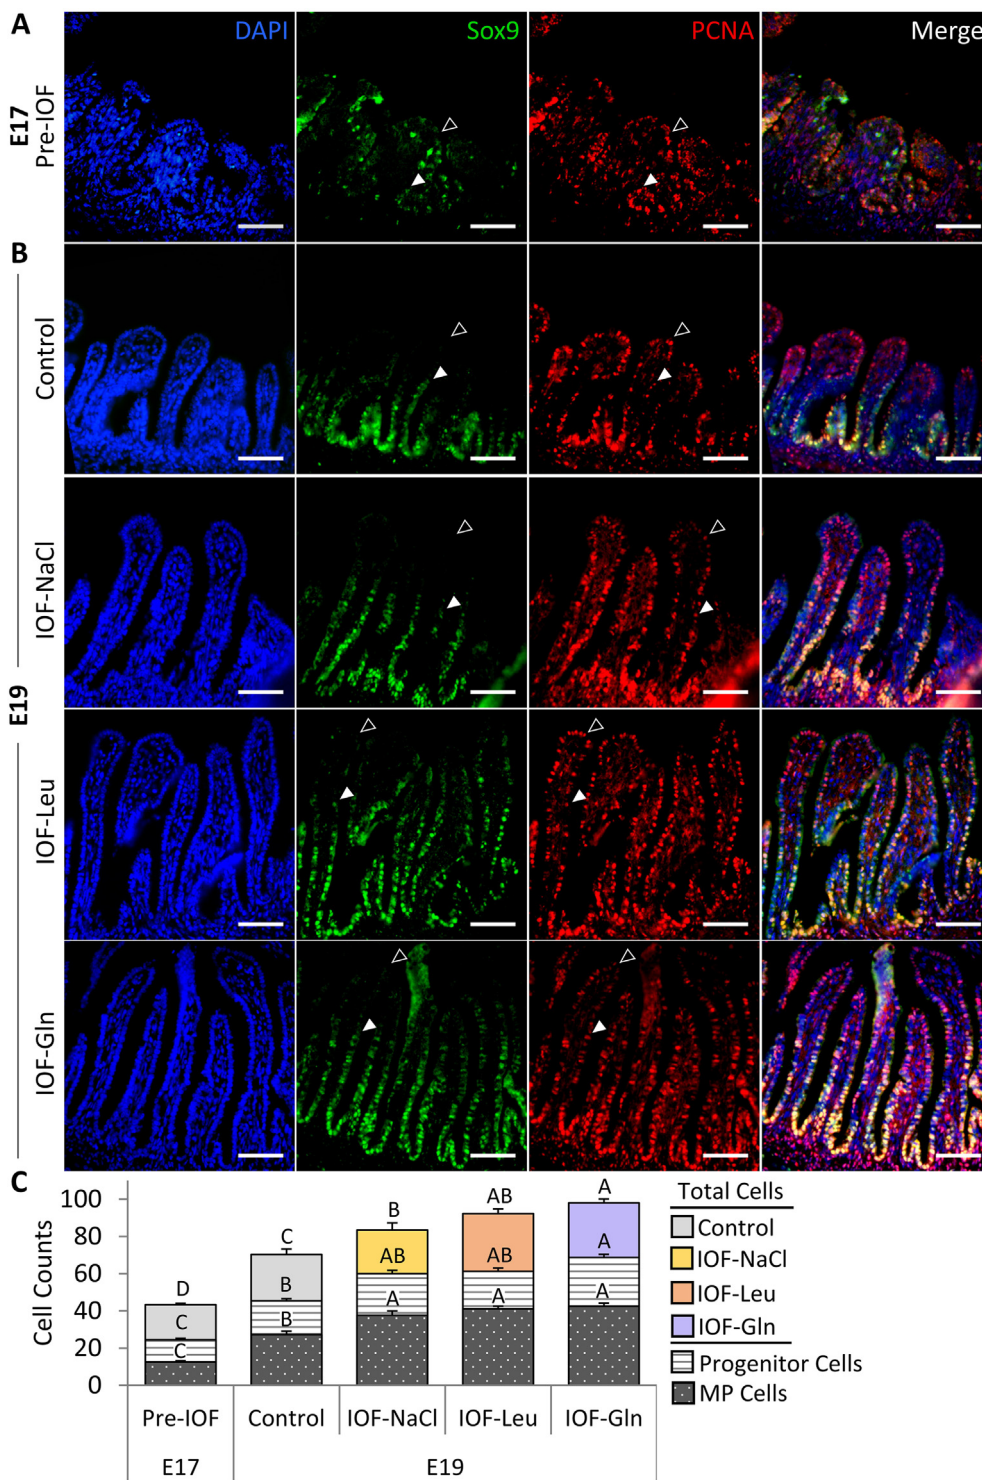 A
DAPI
Sox9
PCNA
Merge
E17
Pre-IOF
B
Control
IOF-NaCl
E19
IOF-Leu
IOF-Gln
C
Cell Counts
100
80
60
40
20
0
D
C
C
C
B
B
B
AB
A
AB
AB
A
A
A
A
Pre-IOF
Control
IOF-NaCl
IOF-Leu
IOF-Gln
E17
E19
Total Cells
Control
IOF-NaCl
IOF-Leu
IOF-Gln
Progenitor Cells
MP Cells